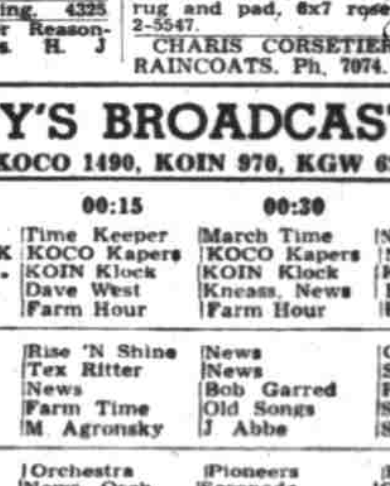 ing. 4325 rug and pad, 6x7 rose
r Reason- 2-5547.
s. H. J CHARIS CORSETIER
RAINCOATS. Ph. 7074.
Y'S BROADCAS
KOCO 1490, KOIN 970, KGW 6
00:15 00:30
Time Keeper March Time
K KOCO Kapers KOCO Kapers
KOIN Klock KOIN Klock
Dave West Kneass, News
Farm Hour Farm Hour
Rise 'N Shine News
Tex Ritter News
News Bob Garred
Farm Time Old Songs
M Agronsky J Abbe
Orchestra Pioneers